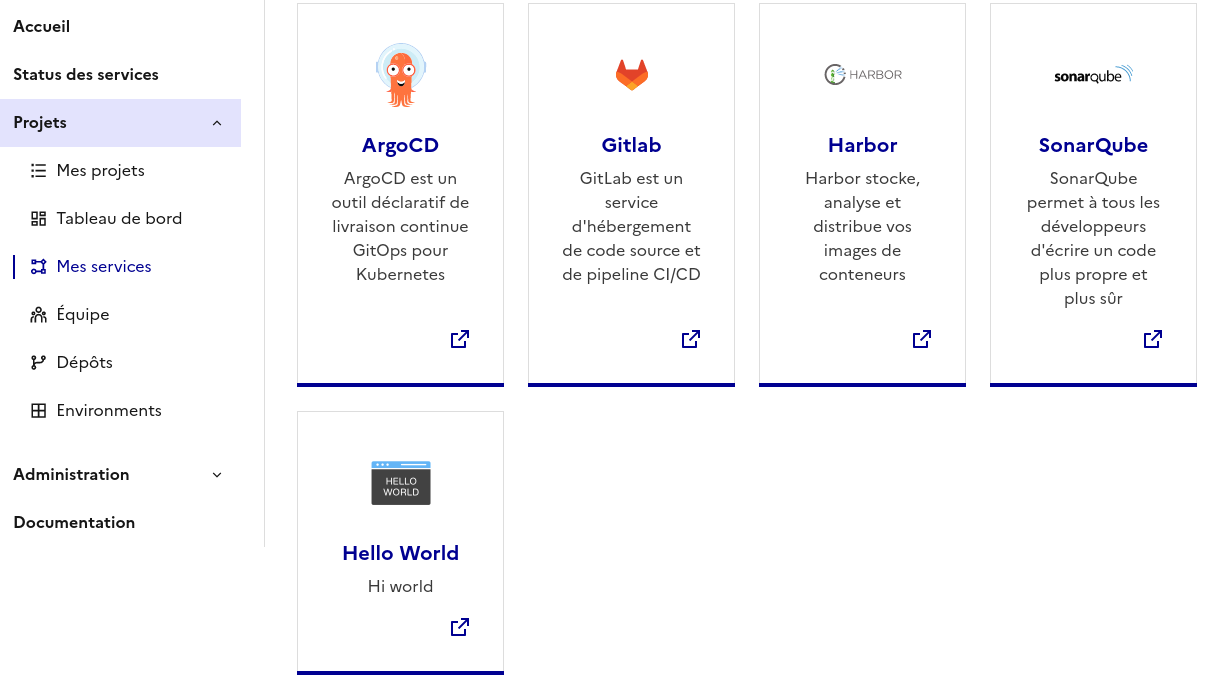 Accueil
Status des services
Projets
Mes projets
Tableau de bord
Mes services
Équipe
Dépôts
Environments
Administration
Documentation
ArgoCD
ArgoCD est un
outil déclaratif de
livraison continue
GitOps pour
Kubernetes
Gitlab
GitLab est un
service
d'hébergement
de code source et
de pipeline CI/CD
HARBOR
Harbor
Harbor stocke,
analyse et
distribue vos
images de
conteneurs
sonarqube
SonarQube
SonarQube
permet à tous les
développeurs
d'écrire un code
plus propre et
plus sûr
HELLO
WORLD
Hello World
Hi world